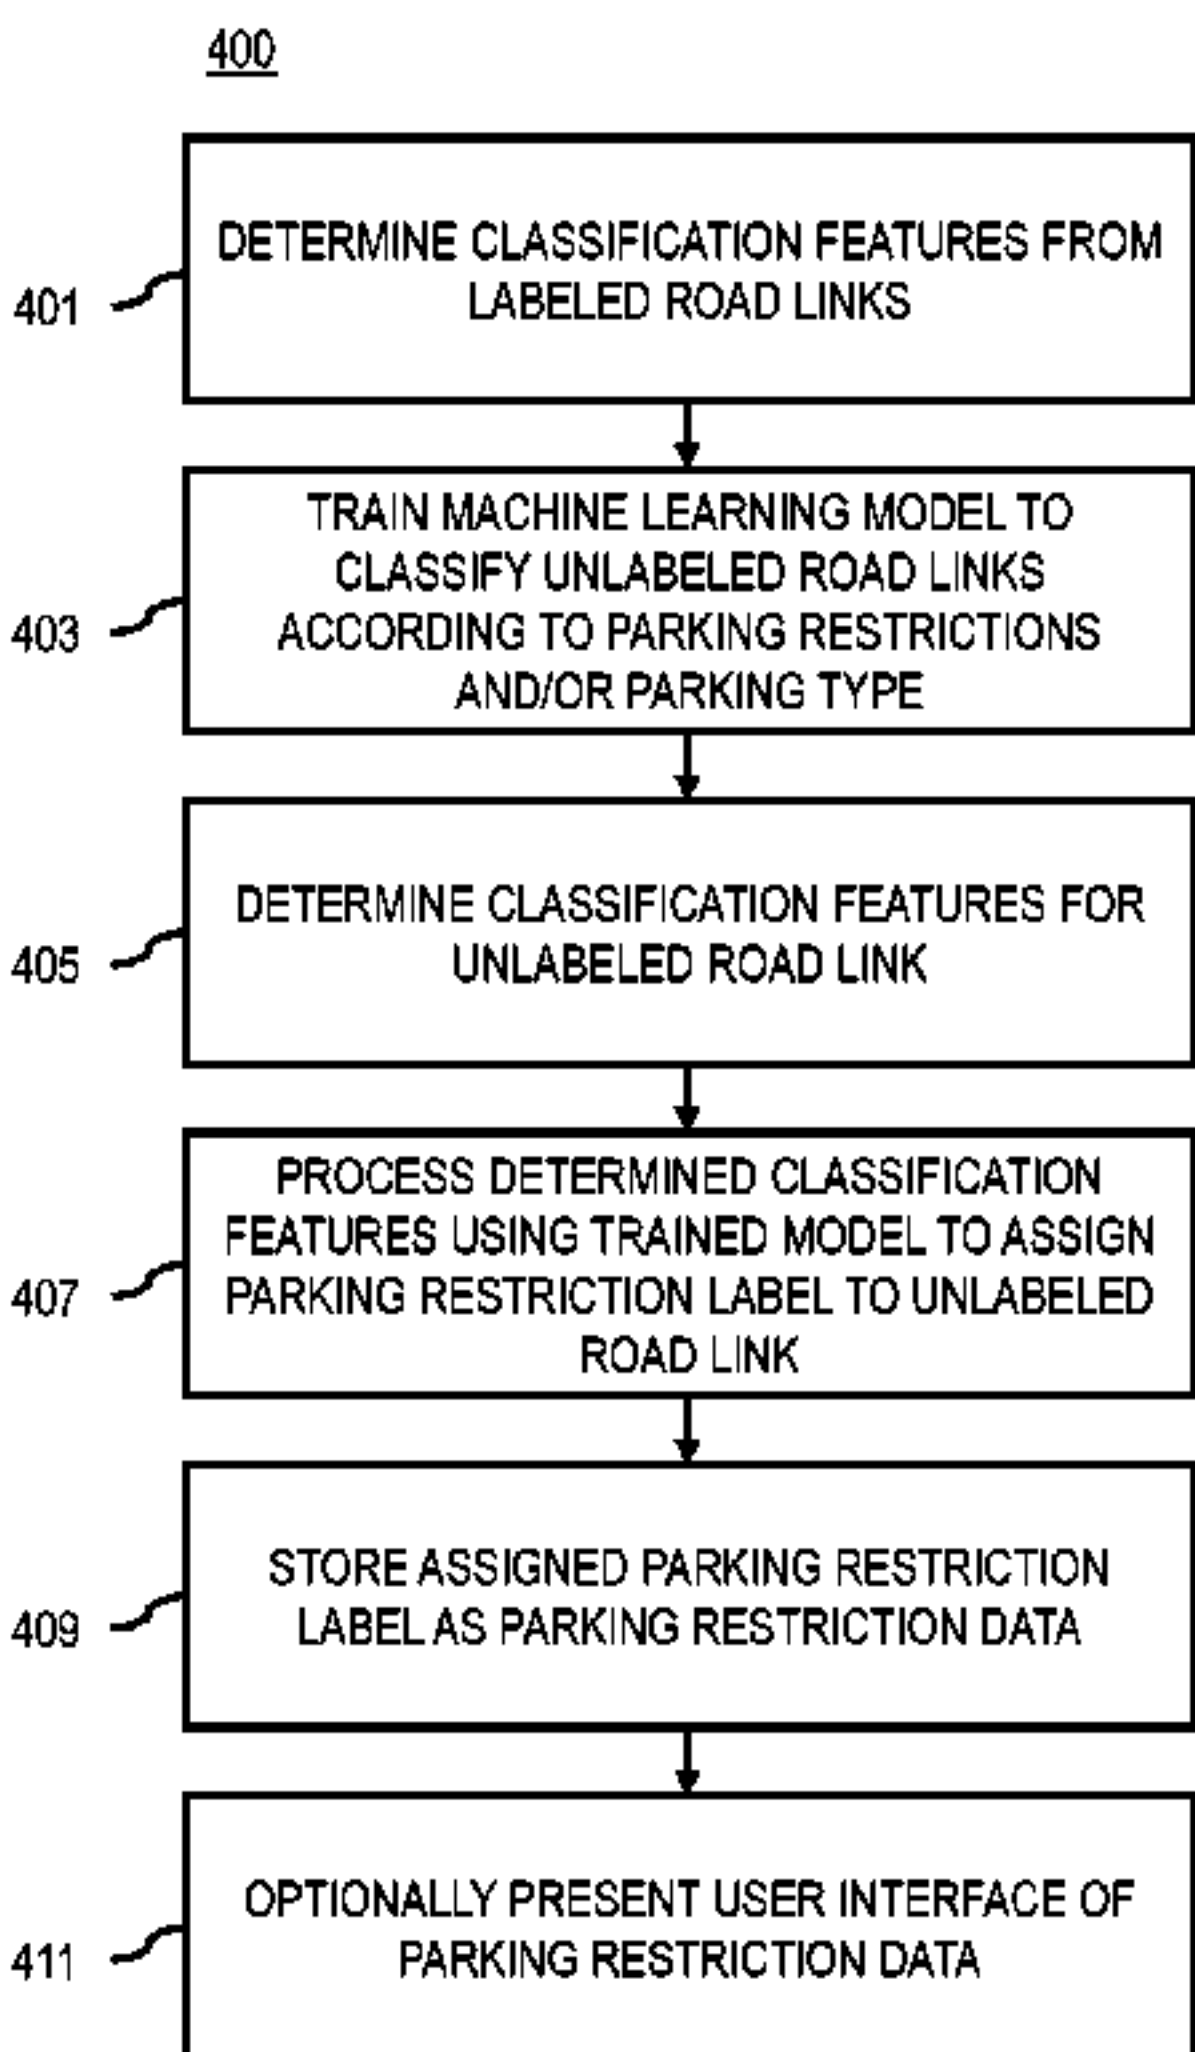 400
DETERMINE CLASSIFICATION FEATURES FROM
LABELED ROAD LINKS
401
TRAIN MACHINE LEARNING MODEL TO
CLASSIFY UNLABELED ROAD LINKS
ACCORDING TO PARKING RESTRICTIONS
AND/OR PARKING TYPE
403
DETERMINE CLASSIFICATION FEATURES FOR
UNLABELED ROAD LINK
405
PROCESS DETERMINED CLASSIFICATION
FEATURES USING TRAINED MODEL TO ASSIGN
PARKING RESTRICTION LABEL TO UNLABELED
ROAD LINK
407
STORE ASSIGNED PARKING RESTRICTION
LABEL AS PARKING RESTRICTION DATA
409
OPTIONALLY PRESENT USER INTERFACE OF
PARKING RESTRICTION DATA
411